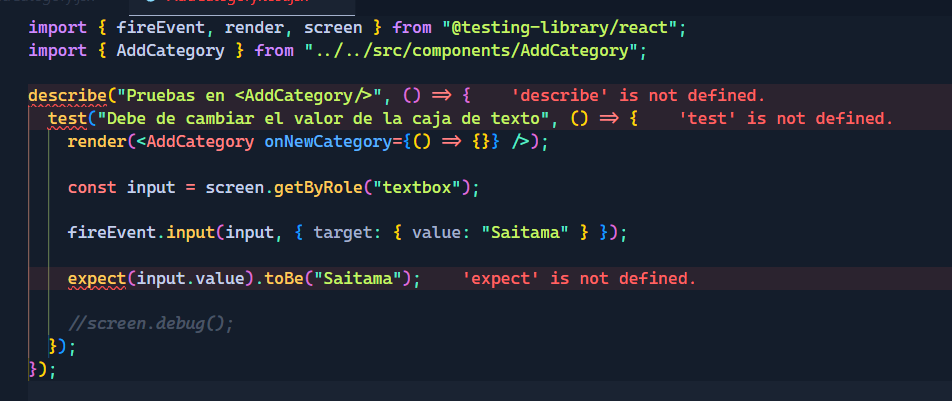 import { fireEvent, render, screen } from "@testing-library/react";
import { AddCategory } from "../../src/components/AddCategory";
describe("Pruebas en <AddCategory/>", () => {    'describe' is not defined.
test("Debe de cambiar el valor de la caja de texto", () => {    'test' is not defined.
render(<AddCategory onNewCategory={() => {}} />);
const input = screen.getByRole("textbox");
fireEvent.input(input, { target: { value: "Saitama" } });
expect(input.value).toBe("Saitama");    'expect' is not defined.
//screen.debug();
});
});